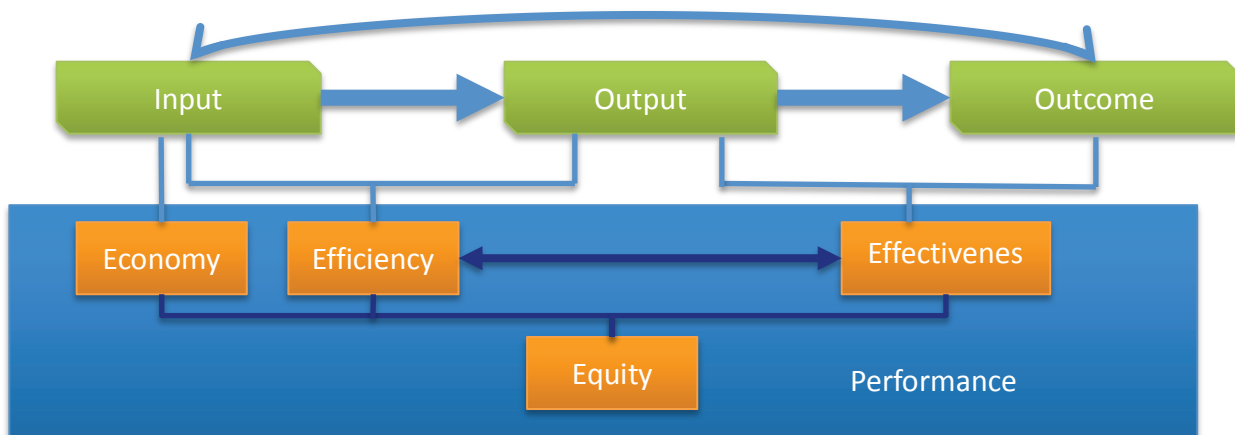 Input
Output
Outcome
Economy
Efficiency
Effectivenes
Equity
Performance